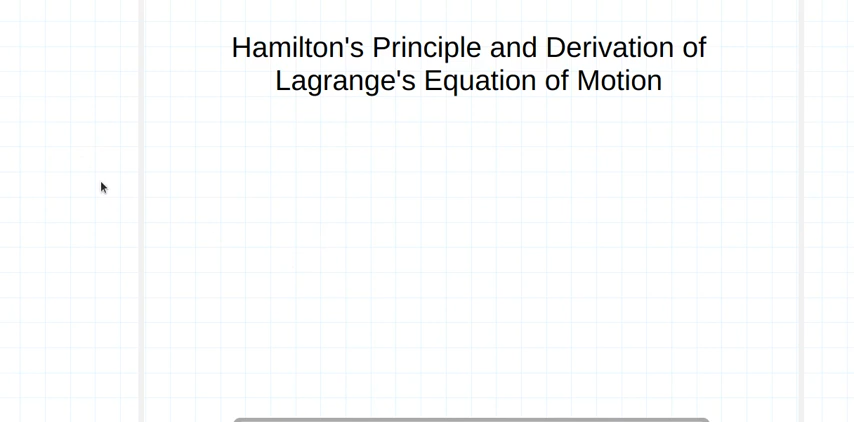 Hamilton's Principle and Derivation of
Lagrange's Equation of Motion